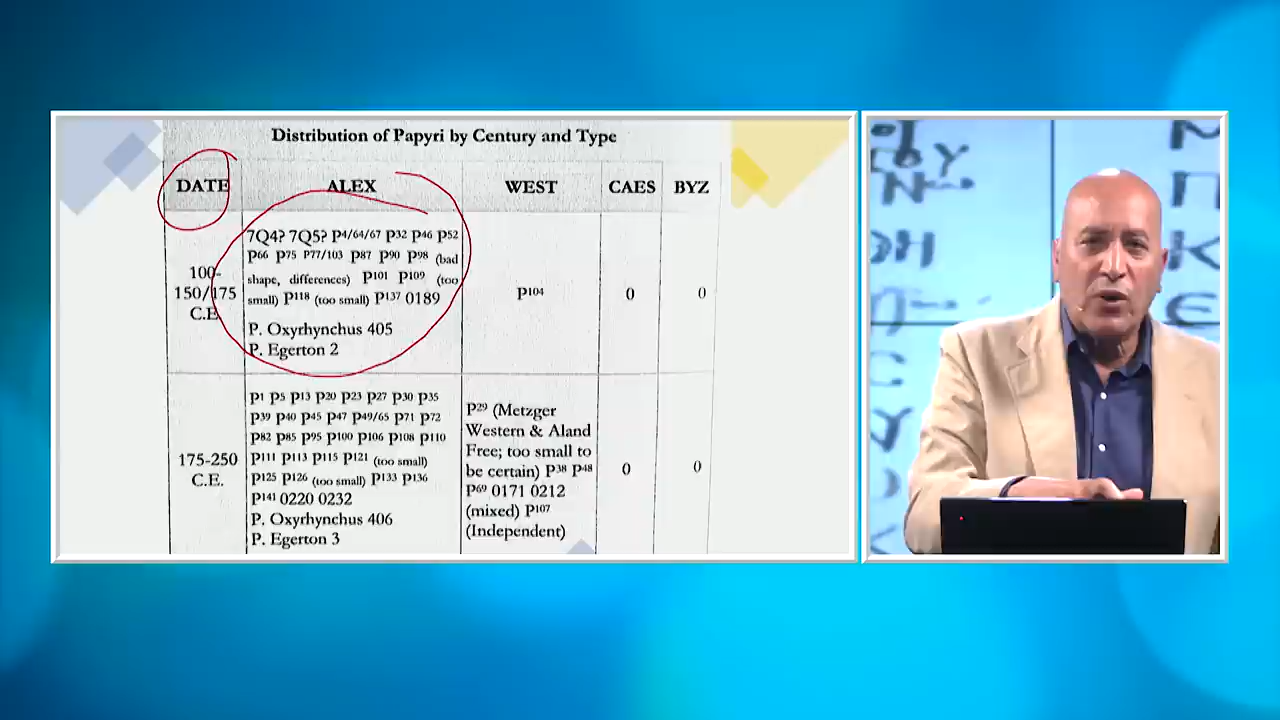 Distribution of Papyri by Century and Type
DATE ALEX WEST CAES BYZ
100-
150/175
C.E.
7Q4? 7Q5? P4/64/67 P32 P46 P52
P66 P75 P77/103 P87 P90 P98 (bad
shape, differences) P101 P109 (too
small) P118 (too small) P137 0189
P. Oxyrhynchus 405
P. Egerton 2
P104
0
0
175-250
C.E.
P1 P5 P13 P20 P23 P27 P30 P35
P39 P40 P45 P47 P49/65 P71 P72
P82 P85 P95 P100 P106 P108 P110
P111 P113 P115 P121 (too small)
P125 P126 (too small) P133 P136
P141 0220 0232
P. Oxyrhynchus 406
P. Egerton 3
P29 (Metzger
Western & Aland
Free; too small to
be certain) P38 P48
P69 0171 0212
(mixed) P107
(Independent)
0
0